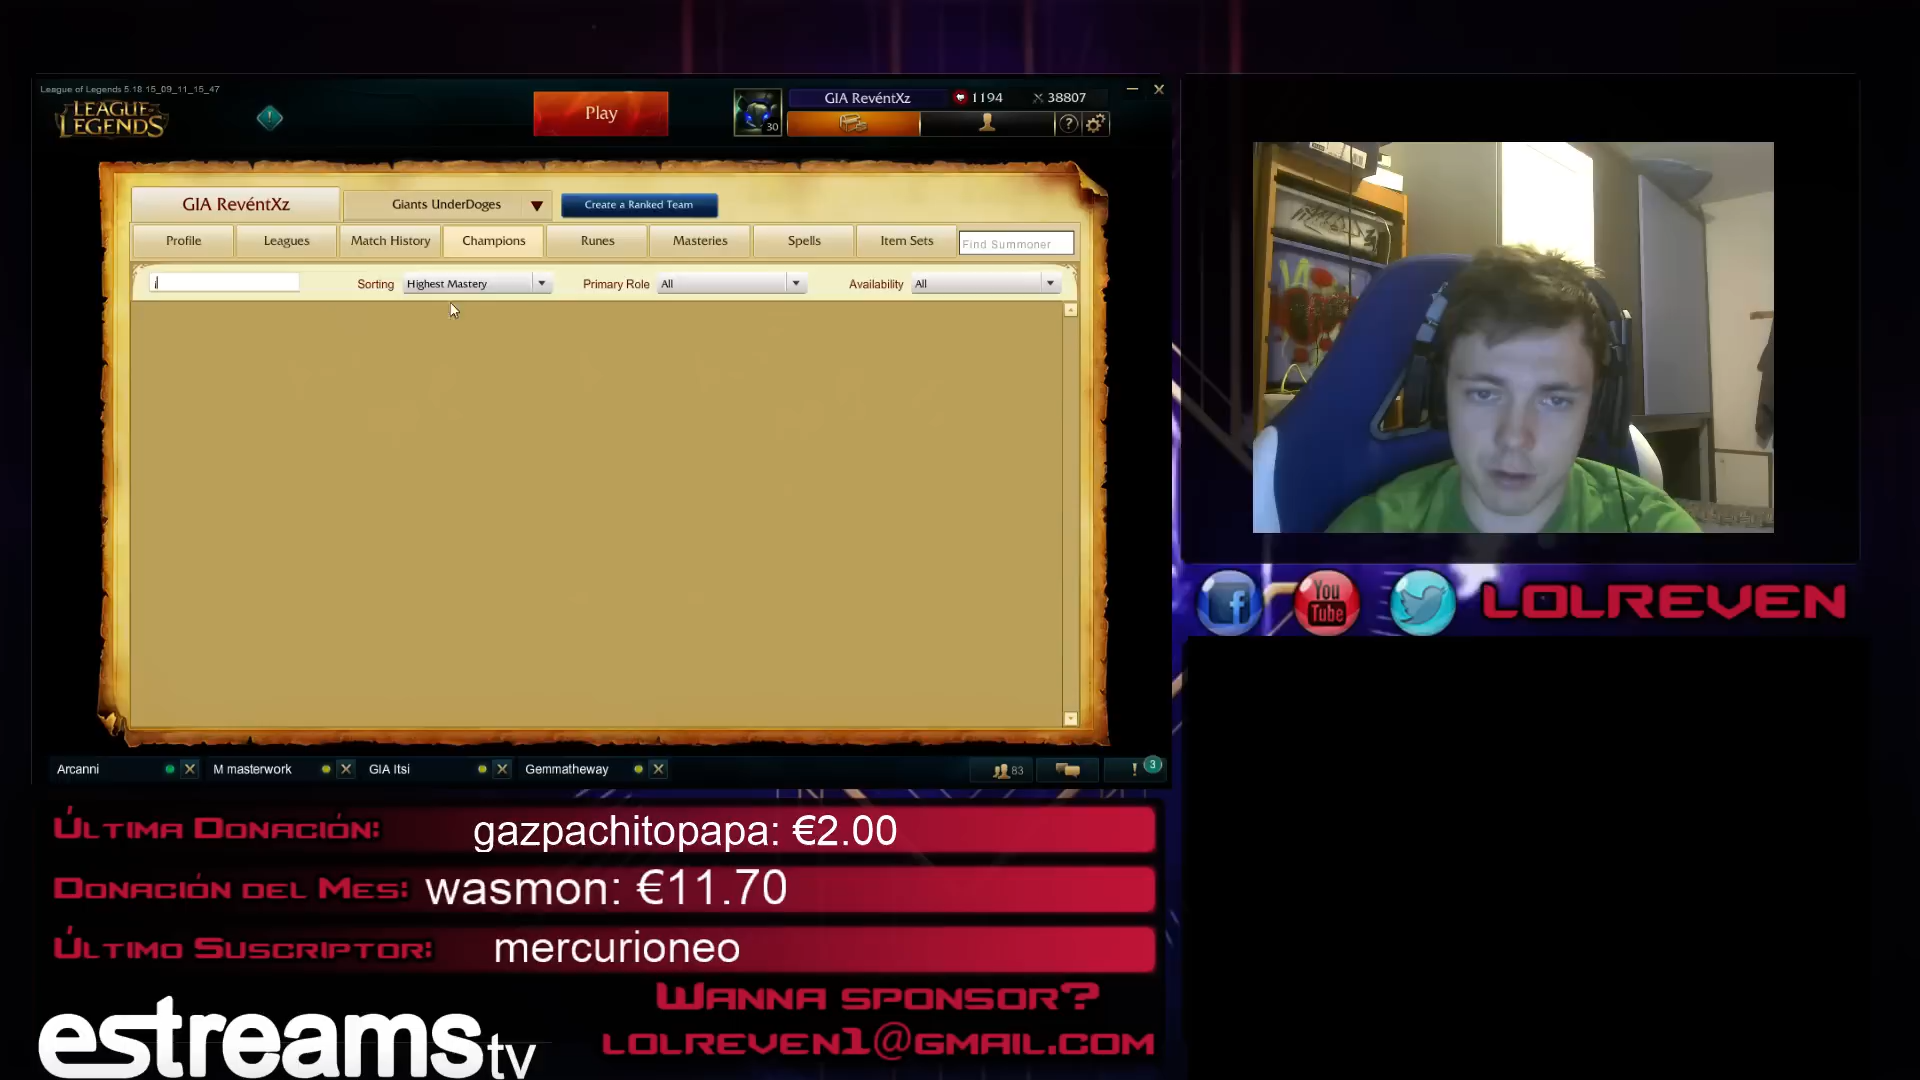 League of Legends 5.18 15_09_11_15_47
LEAGUE of LEGENDS
Play
30
GIA RevéntXz
1194
38807
?
GIA RevéntXz
Giants UnderDoges
Create a Ranked Team
Profile
Leagues
Match History
Champions
Runes
Masteries
Spells
Item Sets
Find Summoner
Sorting
Highest Mastery
Primary Role
All
Availability
All
Arcanni
M masterwork
GIA Itsi
Gemmatheway
83
!
3
f
You Tube
LOLREVEN
Última Donación:
gazpachitopapa: €2.00
Donación del Mes:
wasmon: €11.70
Último Suscriptor:
mercurioneo
Wanna sponsor?
lolreven1@gmail.com
estreams tv